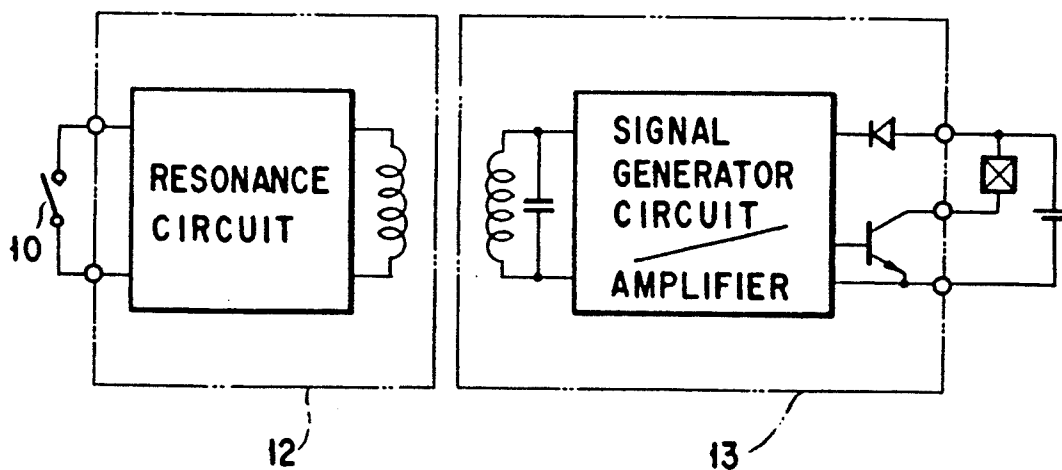 RESONANCE
CIRCUIT
10
12
SIGNAL
GENERATOR
CIRCUIT
AMPLIFIER
13